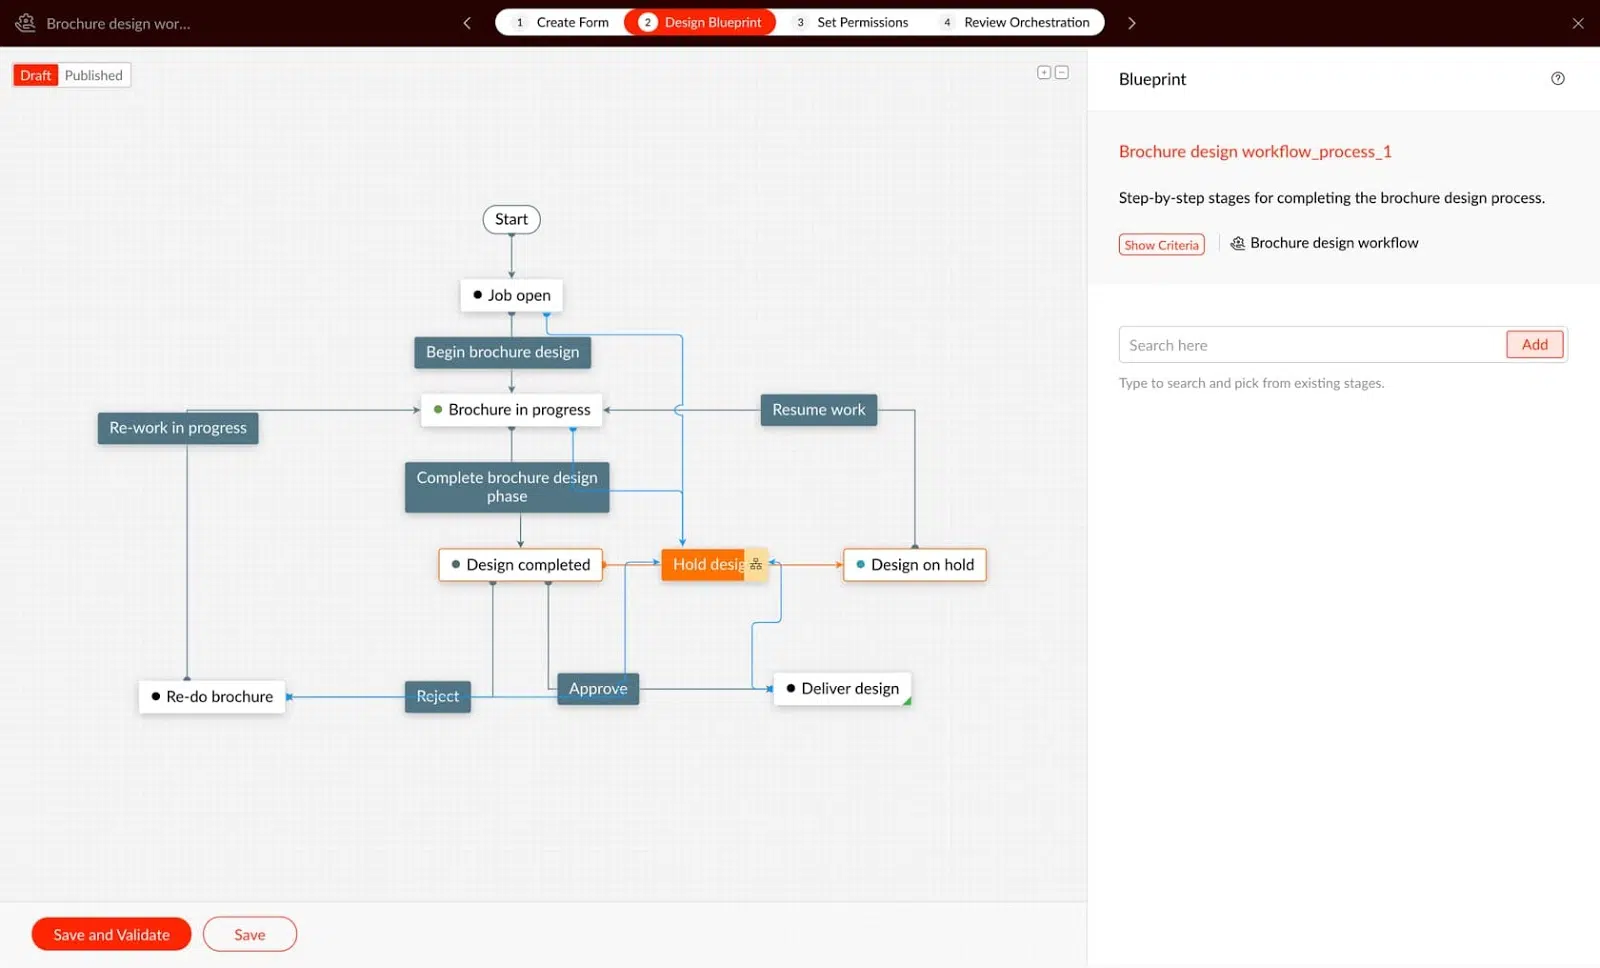 Brochure design wor...
1 Create Form
2 Design Blueprint
3 Set Permissions
4 Review Orchestration
Draft
Published
Blueprint
Brochure design workflow_process_1
Step-by-step stages for completing the brochure design process.
Show Criteria
Brochure design workflow
Search here
Add
Type to search and pick from existing stages.
Start
Job open
Begin brochure design
Brochure in progress
Resume work
Re-work in progress
Complete brochure design
phase
Design completed
Hold desig
Design on hold
Re-do brochure
Reject
Approve
Deliver design
Save and Validate
Save